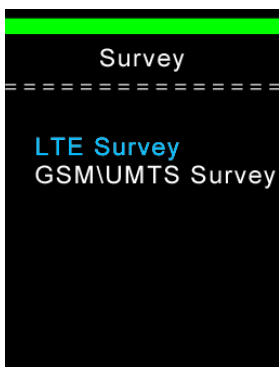 Survey
===============
LTE Survey
GSM\UMTS Survey